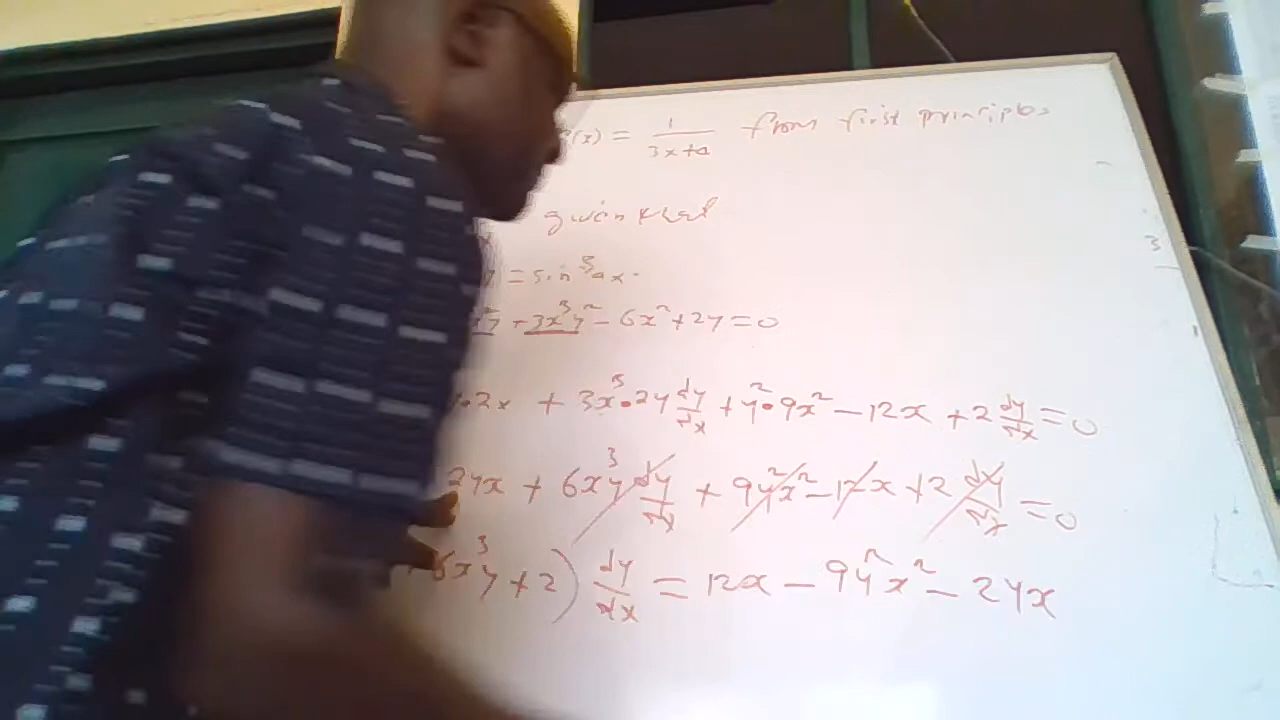 (x) = 1/(3x+a) from first principles
given that
= sin³ax.
+ 3x³y² - 6x² + 2y = 0
·2x + 3x³·2y dy/dx + y²·9x² - 12x + 2 dy/dx = 0
2yx + 6x³y dy/dx + 9y²x² - 12x + 2 dy/dx = 0
6x³y + 2) dy/dx = 12x - 9y²x² - 2yx